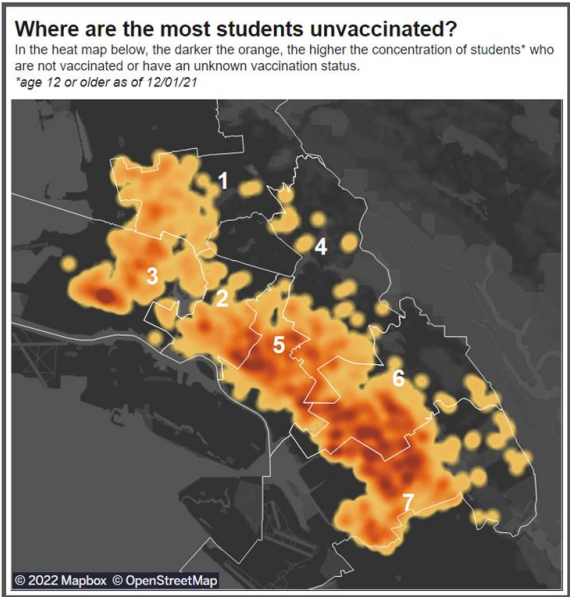 Where are the most students unvaccinated?
In the heat map below, the darker the orange, the higher the concentration of students* who
are not vaccinated or have an unknown vaccination status.
*age 12 or older as of 12/01/21
1
4
3
2
5
6
7
© 2022 Mapbox © OpenStreetMap